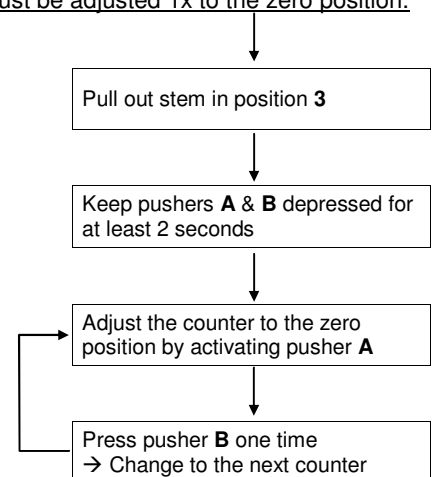 must be adjusted 1x to the zero position.
Pull out stem in position 3
Keep pushers A & B depressed for
at least 2 seconds
Adjust the counter to the zero
position by activating pusher A
Press pusher B one time
→ Change to the next counter